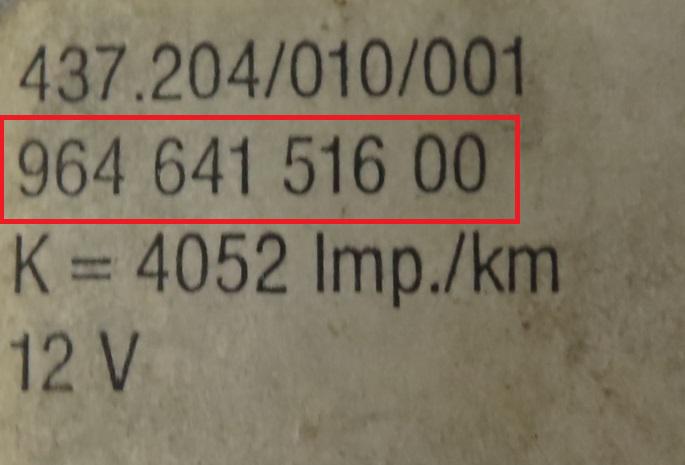 437.204/010/001
964 641 516 00
K = 4052 Imp./km
12 V